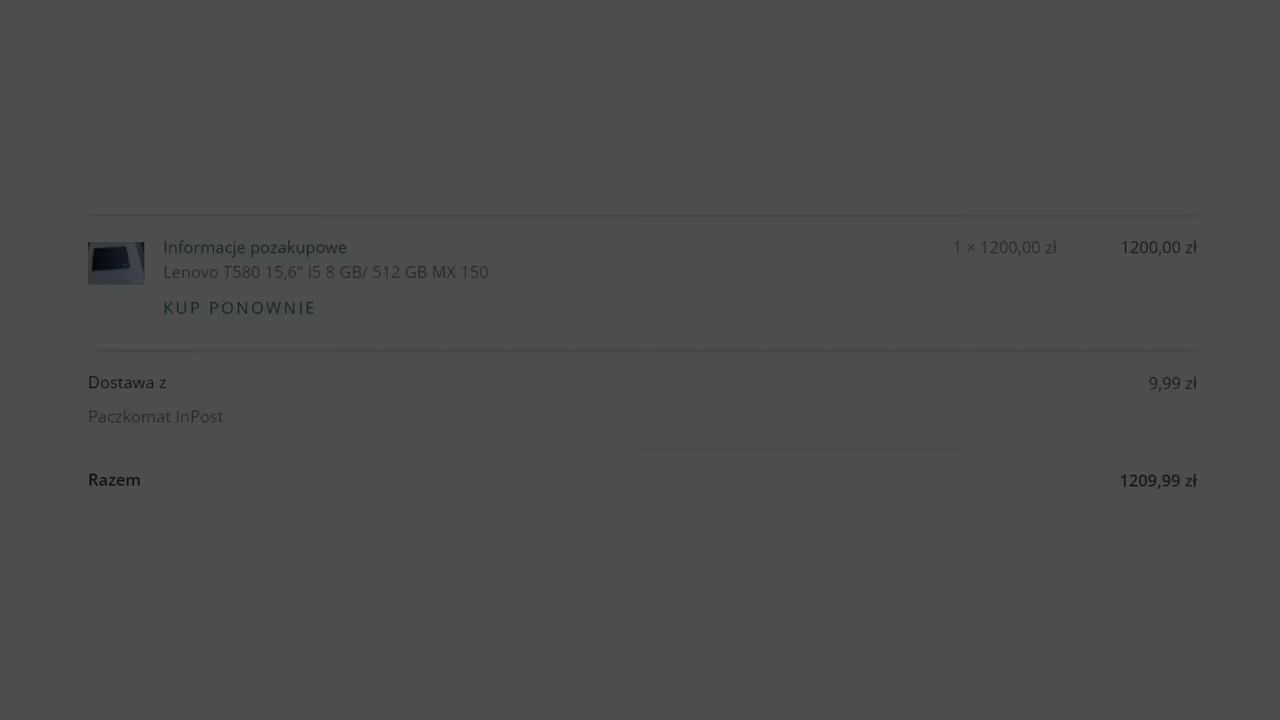 Informacje pozakupowe 1 × 1200,00 zł 1200,00 zł
Lenovo T580 15,6" i5 8 GB/ 512 GB MX 150
KUP PONOWNIE
Dostawa z 9,99 zł
Paczkomat InPost
Razem 1209,99 zł